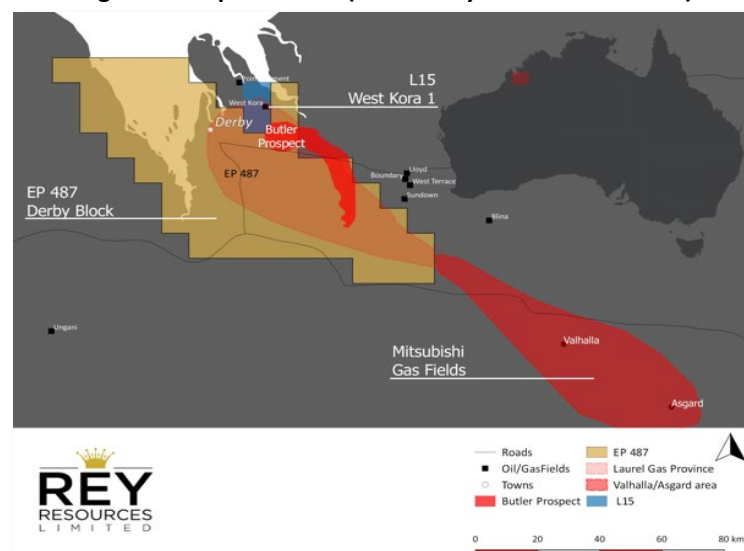 L15
West Kora 1
West Kora
Derby
Butler
Prospect
EP 487
EP 487
Derby Block
Lloyd
Boundary
West Terrace
Sundown
Blina
Ungani
Valhalla
Mitsubishi
Gas Fields
Asgard
REY
RESOURCES
LIMITED
Roads
Oil/GasFields
Towns
Butler Prospect
EP 487
Laurel Gas Province
Valhalla/Asgard area
L15
0 20 40 60 80 km